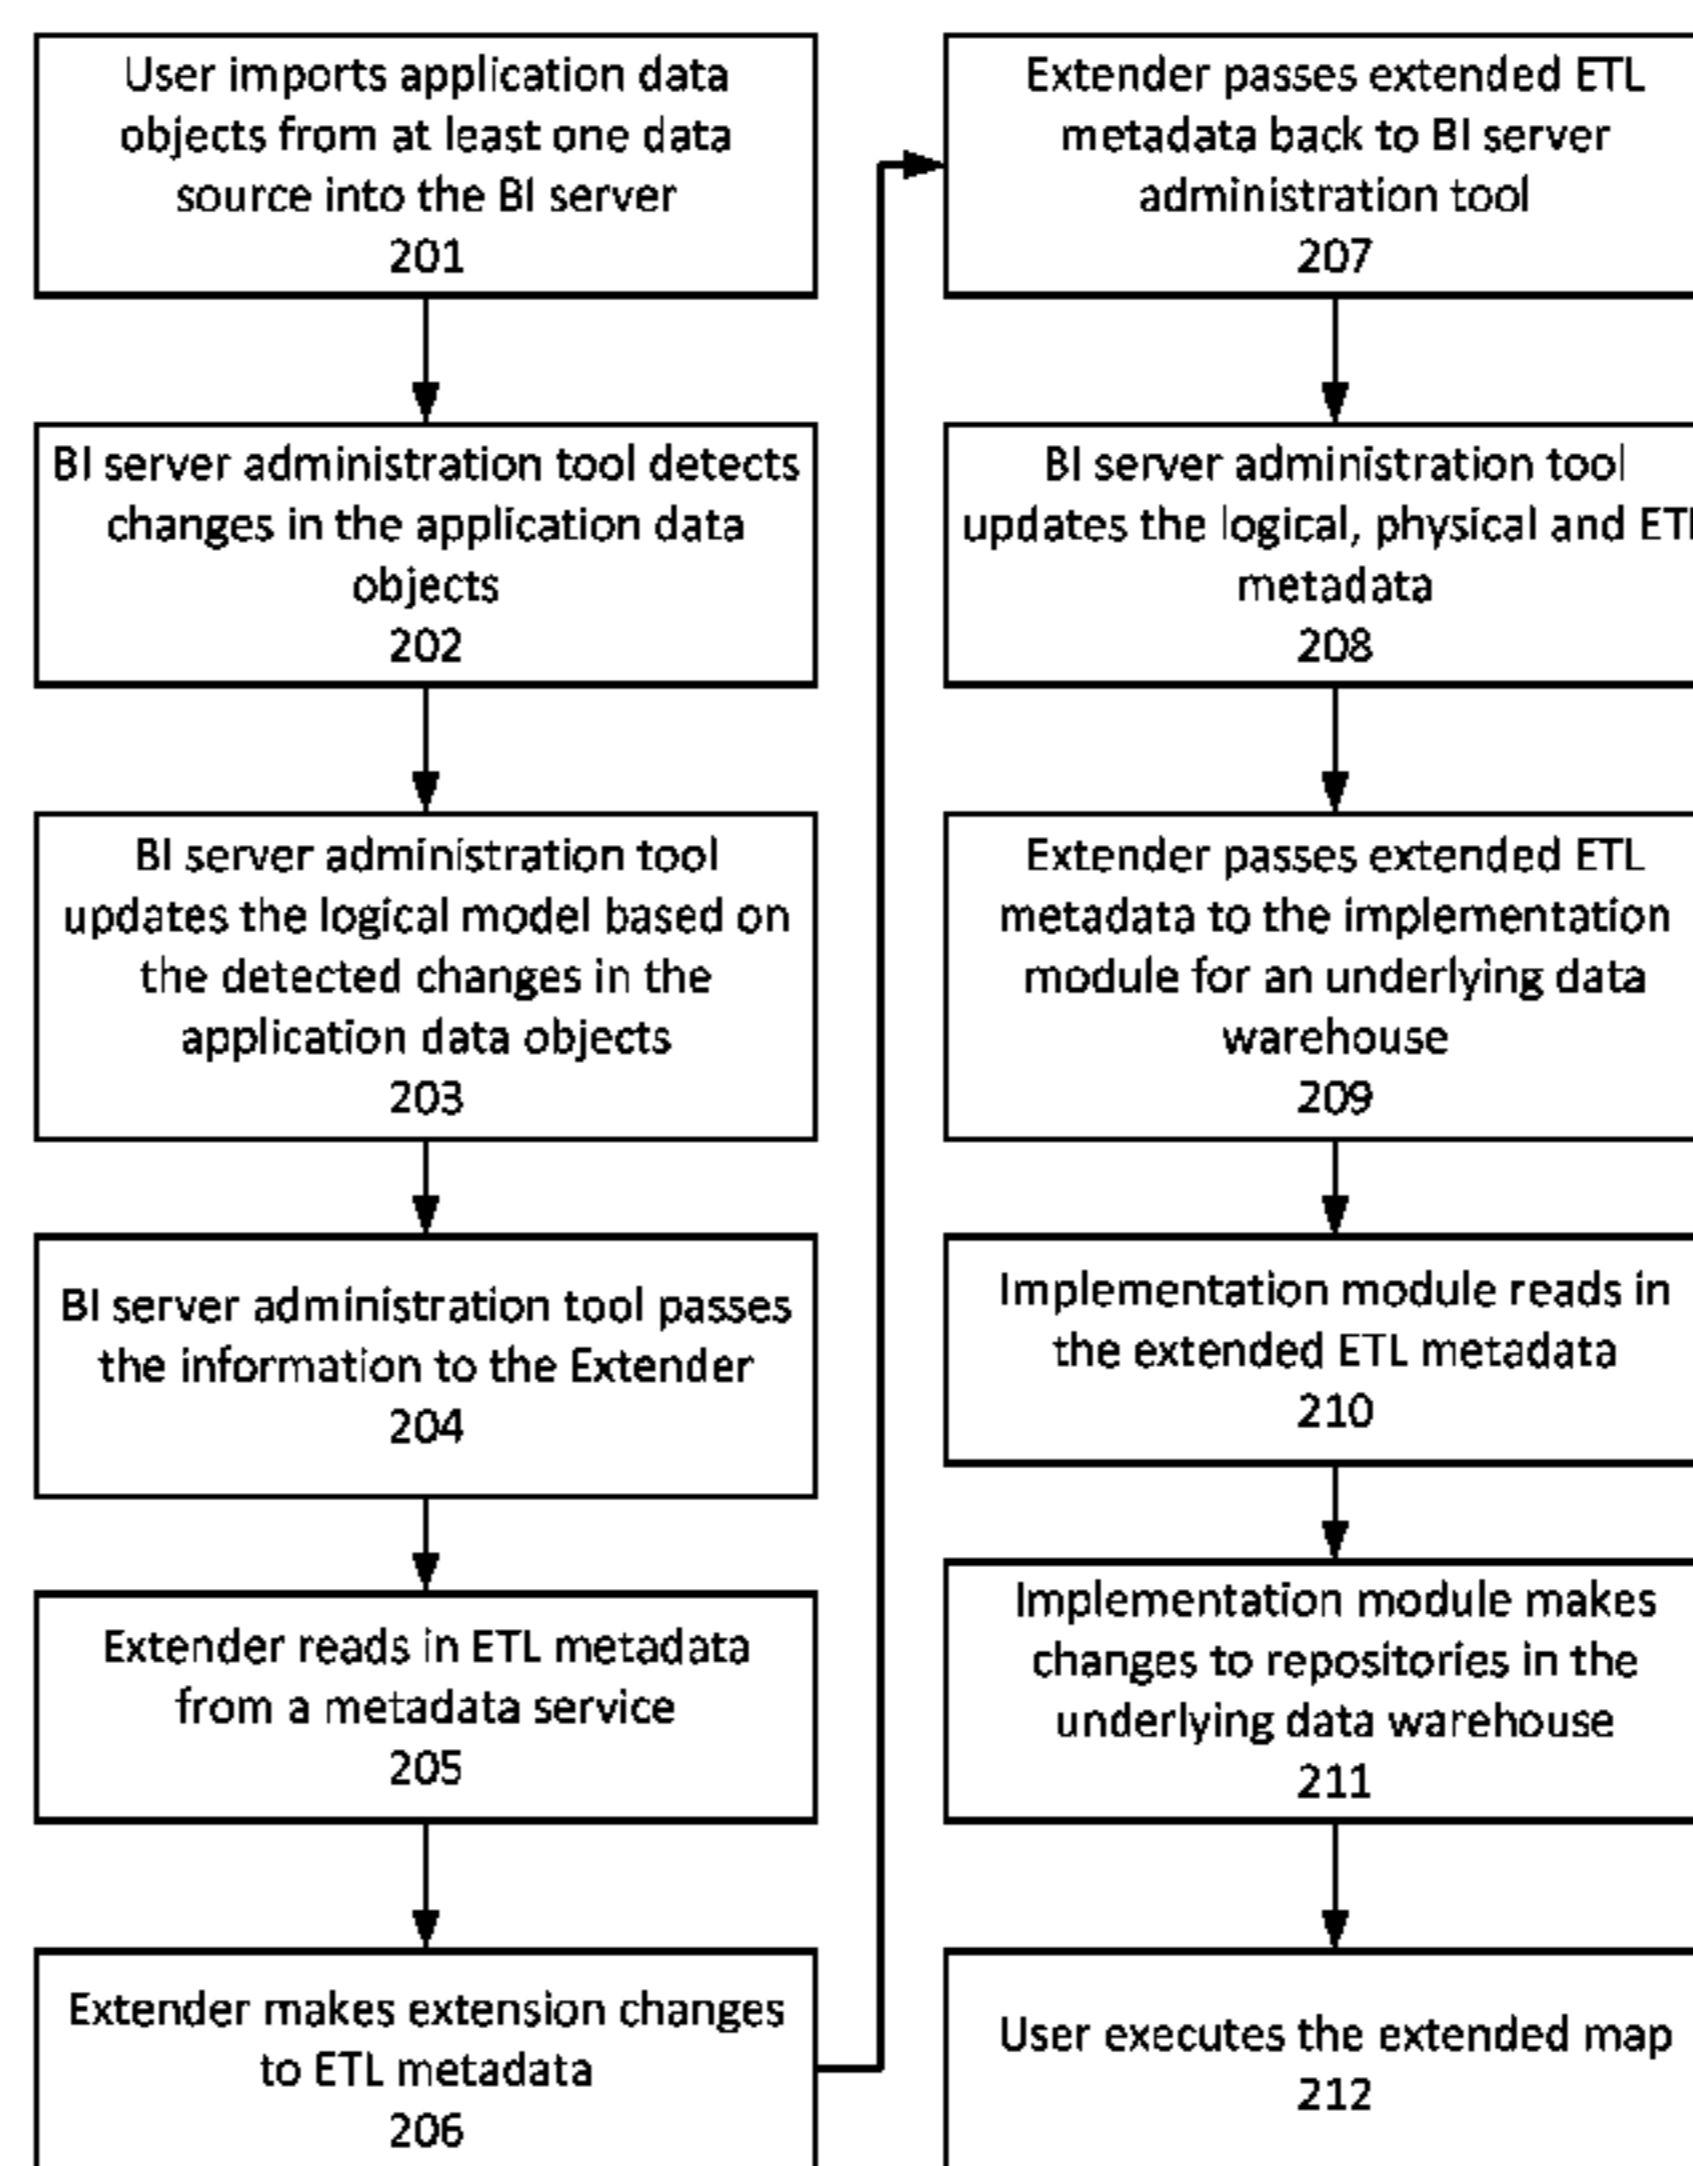 User imports application data
objects from at least one data
source into the BI server
201
BI server administration tool detects
changes in the application data
objects
202
BI server administration tool
updates the logical model based on
the detected changes in the
application data objects
203
BI server administration tool passes
the information to the Extender
204
Extender reads in ETL metadata
from a metadata service
205
Extender makes extension changes
to ETL metadata
206
Extender passes extended ETL
metadata back to BI server
administration tool
207
BI server administration tool
updates the logical, physical and ETL
metadata
208
Extender passes extended ETL
metadata to the implementation
module for an underlying data
warehouse
209
Implementation module reads in
the extended ETL metadata
210
Implementation module makes
changes to repositories in the
underlying data warehouse
211
User executes the extended map
212